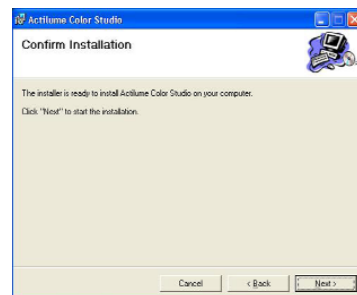 Actilume Color Studio
Confirm Installation
The installer is ready to install Actilume Color Studio on your computer.
Click "Next" to start the installation.
Cancel < Back Next >